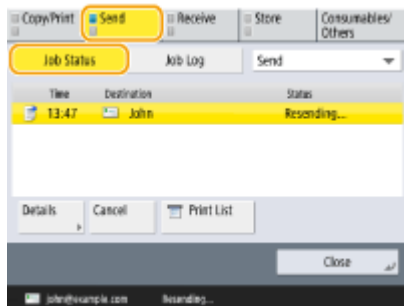 Copy/Print Send Receive Store Consumables/
Others
Job Status Job Log Send
Time Destination Status
13:47 John Resending...
Details Cancel Print List
Close
john@example.com Resending...